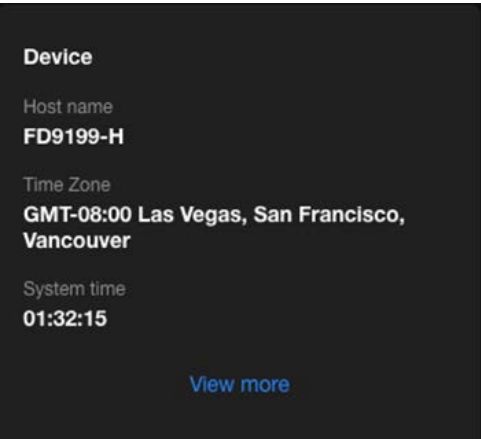 Device
Host name
FD9199-H
Time Zone
GMT-08:00 Las Vegas, San Francisco,
Vancouver
System time
01:32:15
View more